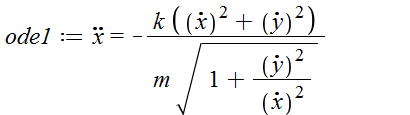 ode1 := ẍ = - k ((ẋ)² + (ẏ)²) / (m √(1 + (ẏ)² / (ẋ)²))